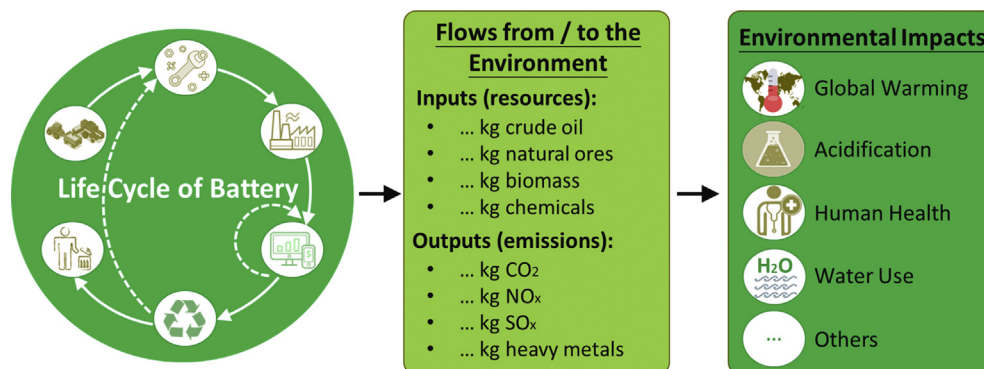 Life Cycle of Battery
Flows from / to the
Environment
Inputs (resources):
• ... kg crude oil
• ... kg natural ores
• ... kg biomass
• ... kg chemicals
Outputs (emissions):
• ... kg CO₂
• ... kg NOₓ
• ... kg SOₓ
• ... kg heavy metals
Environmental Impacts
Global Warming
Acidification
Human Health
H₂O
Water Use
...
Others